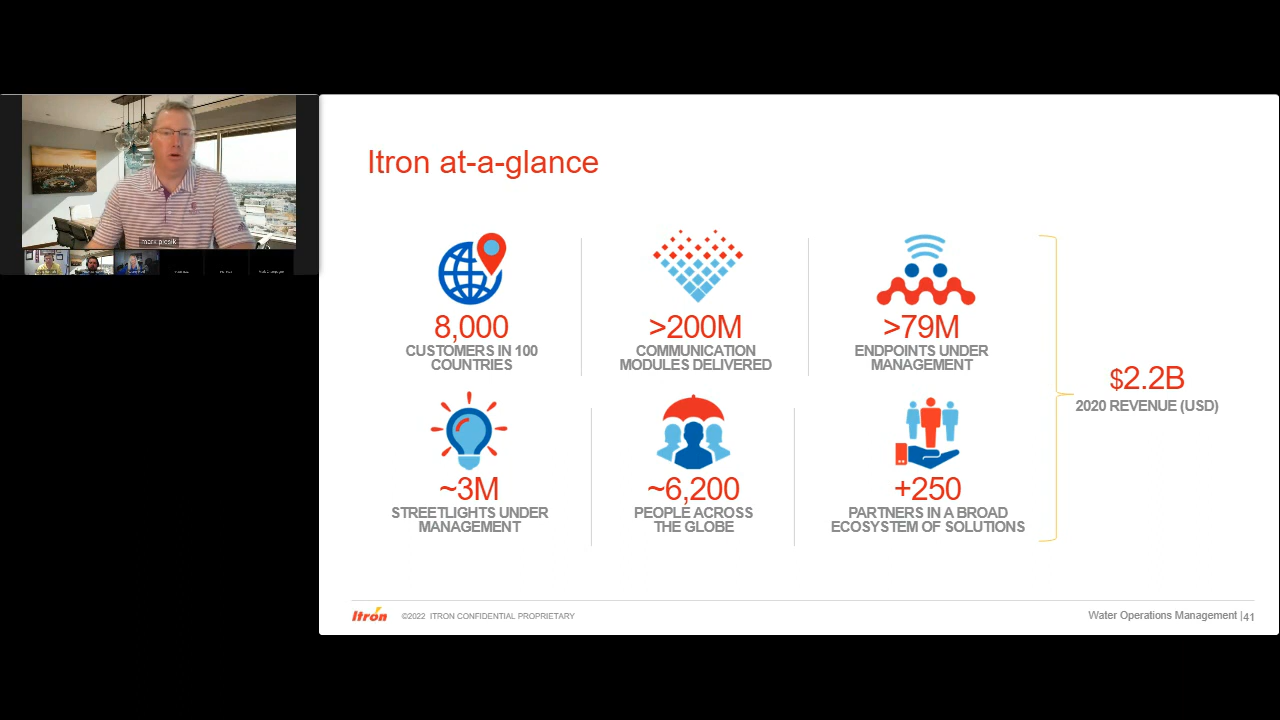 mark plesik
Itron at-a-glance
8,000
CUSTOMERS IN 100
COUNTRIES
>200M
COMMUNICATION
MODULES DELIVERED
>79M
ENDPOINTS UNDER
MANAGEMENT
~3M
STREETLIGHTS UNDER
MANAGEMENT
~6,200
PEOPLE ACROSS
THE GLOBE
+250
PARTNERS IN A BROAD
ECOSYSTEM OF SOLUTIONS
$2.2B
2020 REVENUE (USD)
Itron
©2022 ITRON CONFIDENTIAL PROPRIETARY
Water Operations Management |41